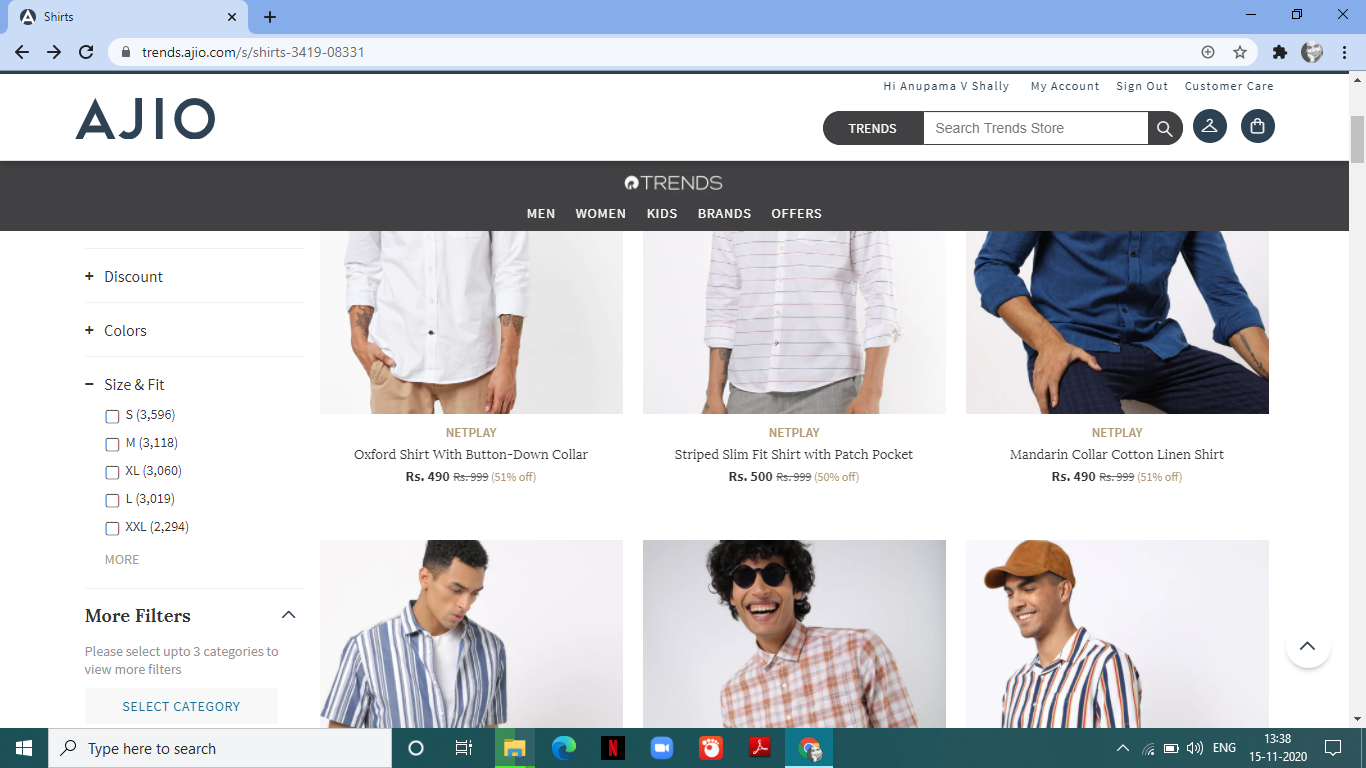 Shirts
trends.ajio.com/s/shirts-3419-08331
Hi Anupama V Shally My Account Sign Out Customer Care
AJIO
TRENDS Search Trends Store
TRENDS
MEN WOMEN KIDS BRANDS OFFERS
+ Discount
+ Colors
− Size & Fit
S (3,596)
M (3,118)
XL (3,060)
L (3,019)
XXL (2,294)
MORE
More Filters
Please select upto 3 categories to
view more filters
SELECT CATEGORY
NETPLAY
Oxford Shirt With Button-Down Collar
Rs. 490 Rs. 999 (51% off)
NETPLAY
Striped Slim Fit Shirt with Patch Pocket
Rs. 500 Rs. 999 (50% off)
NETPLAY
Mandarin Collar Cotton Linen Shirt
Rs. 490 Rs. 999 (51% off)
Type here to search
N
ENG
13:38
15-11-2020